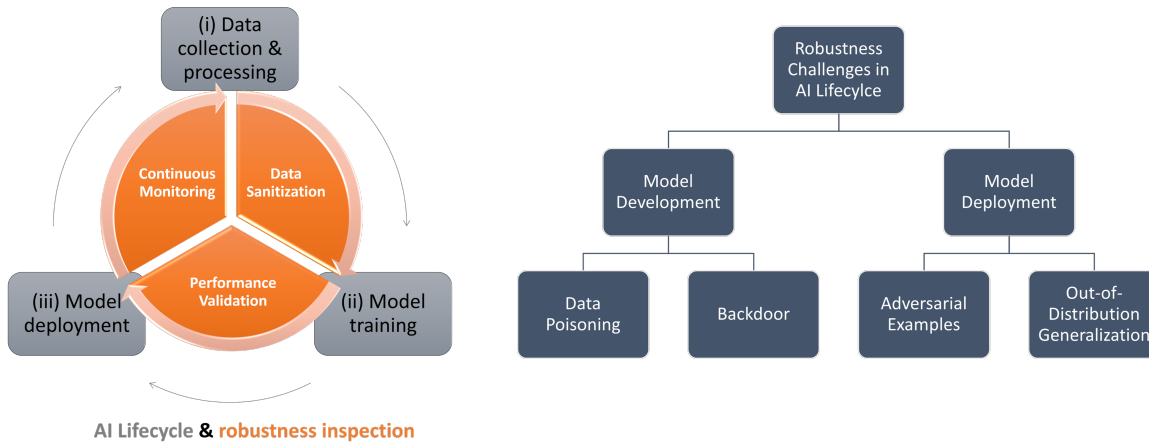 (i) Data
collection &
processing
Continuous
Monitoring
Data
Sanitization
Performance
Validation
(iii) Model
deployment
(ii) Model
training
AI Lifecycle & robustness inspection
Robustness
Challenges in
AI Lifecylce
Model
Development
Model
Deployment
Data
Poisoning
Backdoor
Adversarial
Examples
Out-of-
Distribution
Generalization